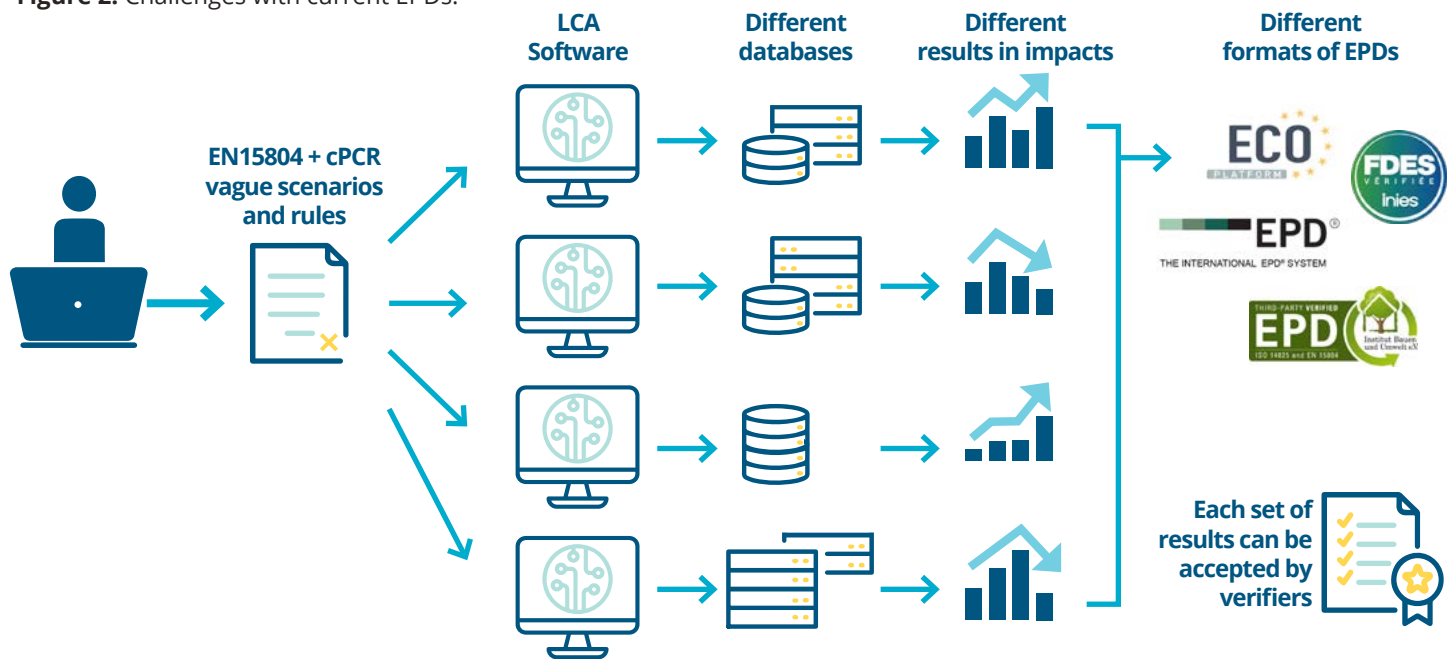 Figure 2. Challenges with current EPDs.
LCA
Software
Different
databases
Different
results in impacts
Different
formats of EPDs
EN15804 + cPCR
vague scenarios
and rules
ECO
PLATFORM
FDES
VÉRIFIÉE
inies
EPD®
THE INTERNATIONAL EPD® SYSTEM
THIRD-PARTY VERIFIED
EPD
ISO 14025 and EN 15804
Institut Bauen
und Umwelt e.V.
Each set of
results can be
accepted by
verifiers